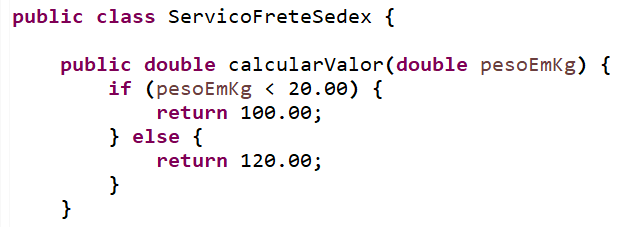 public class ServicoFreteSedex {
public double calcularValor(double pesoEmKg) {
if (pesoEmKg < 20.00) {
return 100.00;
} else {
return 120.00;
}
}